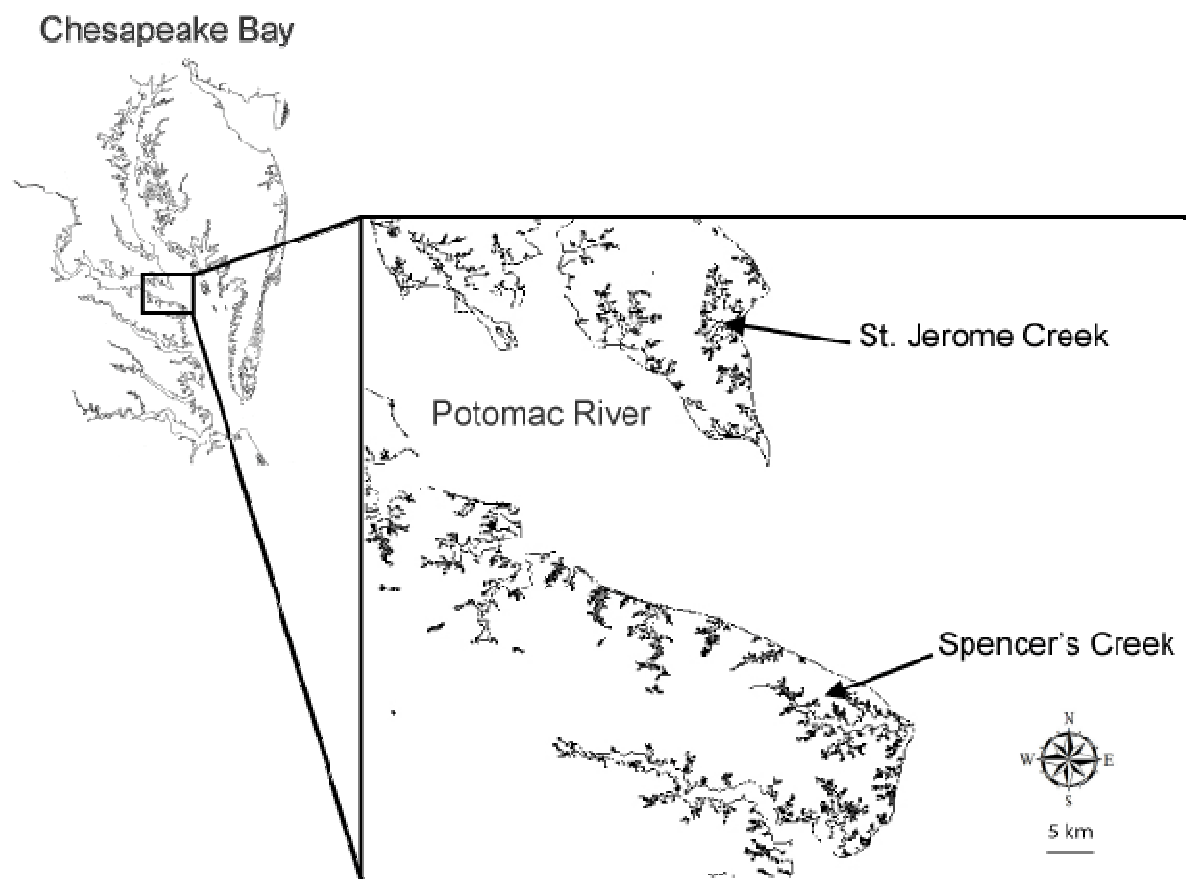 Chesapeake Bay
St. Jerome Creek
Potomac River
Spencer's Creek
N
W E
S
5 km